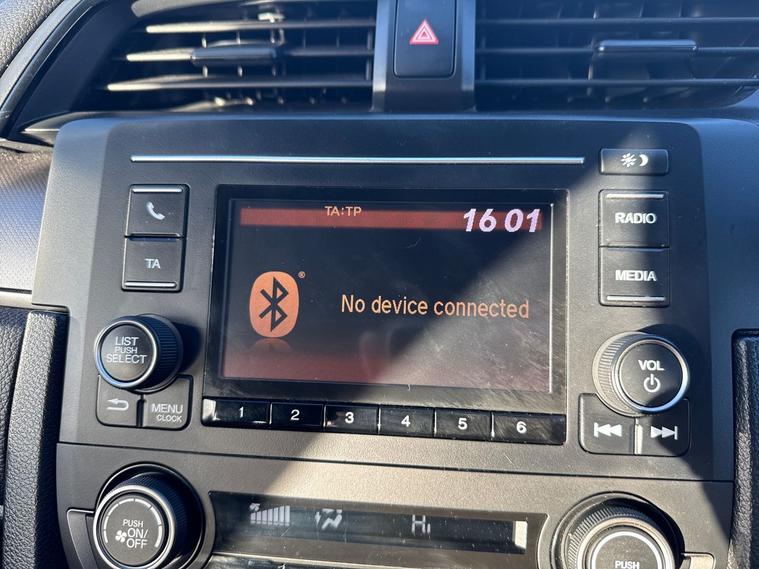 TA:TP
16 01
No device connected
®
TA
LIST
PUSH
SELECT
MENU
CLOCK
1 2 3 4 5 6
RADIO
MEDIA
VOL
PUSH
ON/
OFF
Hi
PUSH